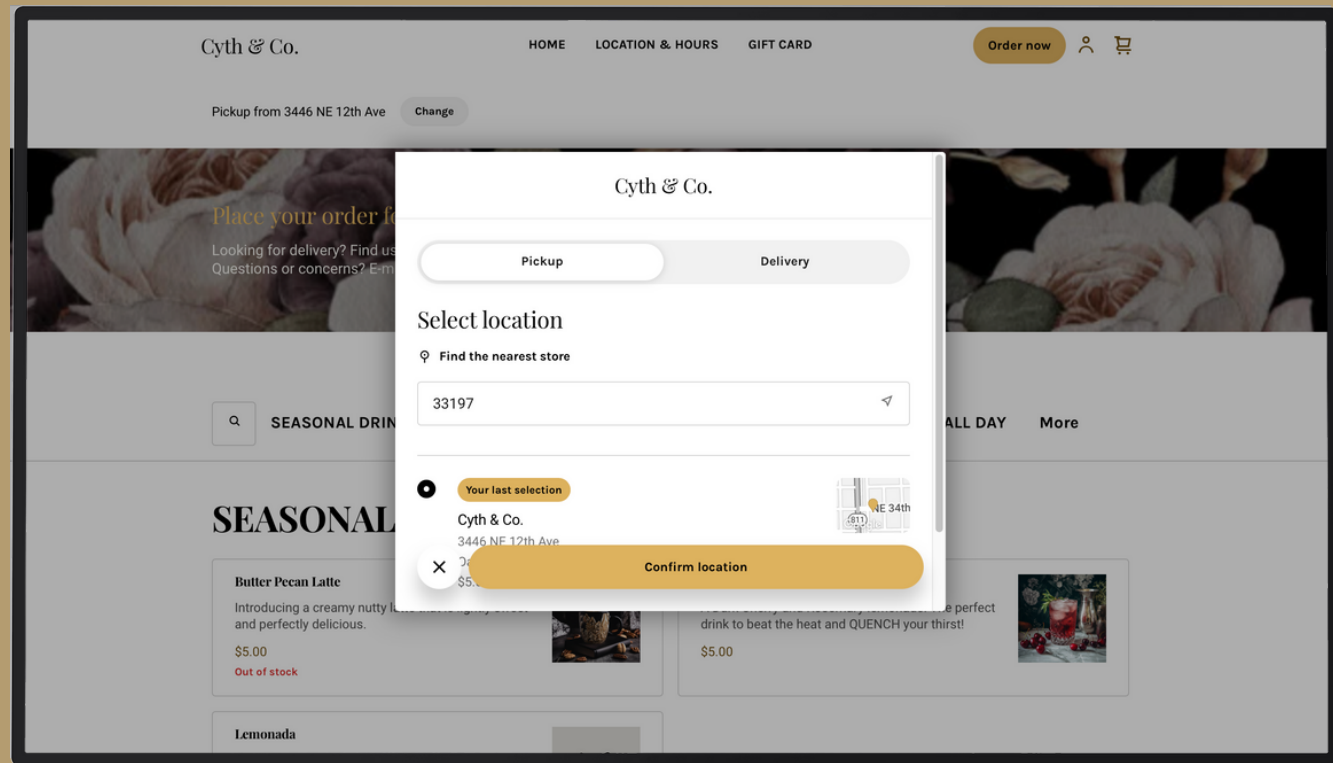 Cyth & Co.
HOME LOCATION & HOURS GIFT CARD
Order now
Pickup from 3446 NE 12th Ave Change
Place your order
Looking for delivery? Find us
Questions or concerns?
Cyth & Co.
Pickup Delivery
Select location
Find the nearest store
33197
Your last selection
Cyth & Co.
3446 NE 12th Ave
811
NE 34th
Confirm location
SEASONAL ALL DAY More
SEASONAL
Butter Pecan Latte
Introducing a creamy nutty
and perfectly delicious.
$5.00
Out of stock
perfect
drink to beat the heat and QUENCH your thirst!
$5.00
Lemonada